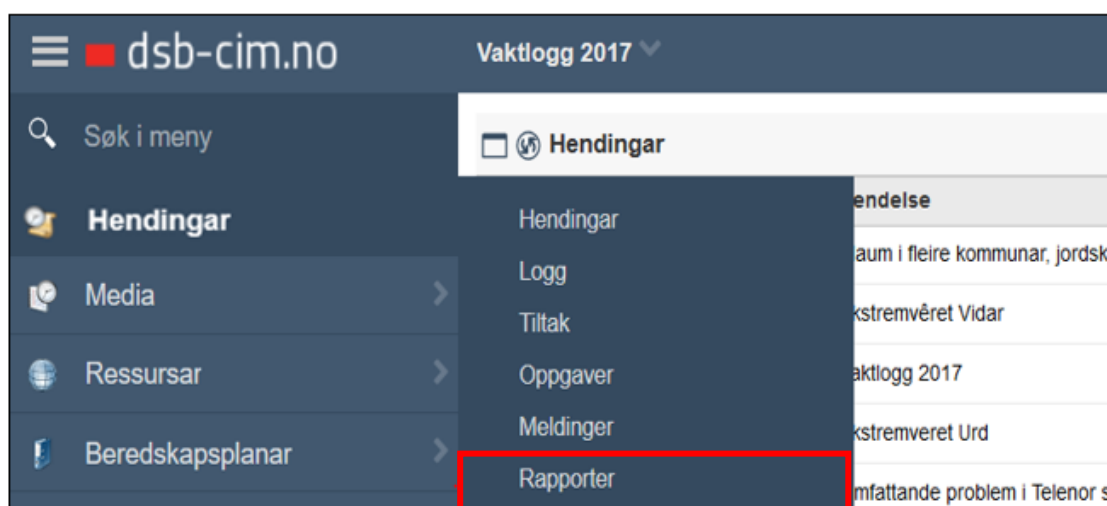 dsb-cim.no
Vaktlogg 2017
Søk i meny
Hendingar
Media
Ressursar
Beredskapsplanar
Hendingar
Hendingar
Logg
Tiltak
Oppgaver
Meldinger
Rapporter
endelse
aum i fleire kommunar, jordsk
kstremvêret Vidar
aktlogg 2017
kstremveret Urd
mfattande problem i Telenor s